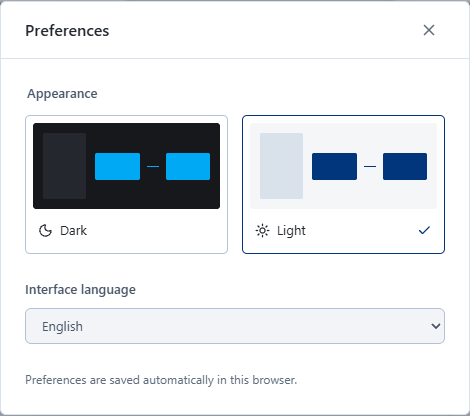 Preferences
Appearance
Dark
Light
Interface language
English
Preferences are saved automatically in this browser.